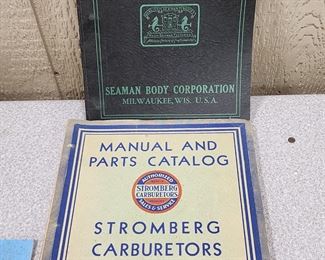 SEAMAN BODY CORPORATION
MILWAUKEE, WIS. U.S.A.
MANUAL AND
PARTS CATALOG
AUTHORIZED
STROMBERG
CARBURETORS
SALES & SERVICE
STROMBERG
CARBURETORS